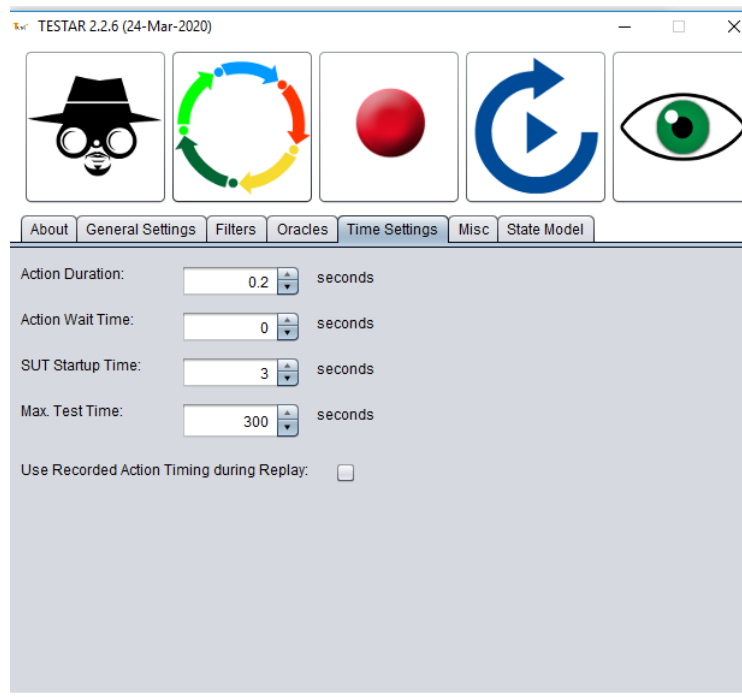 TESTAR 2.2.6 (24-Mar-2020)
About General Settings Filters Oracles Time Settings Misc State Model
Action Duration: 0.2 seconds
Action Wait Time: 0 seconds
SUT Startup Time: 3 seconds
Max. Test Time: 300 seconds
Use Recorded Action Timing during Replay: